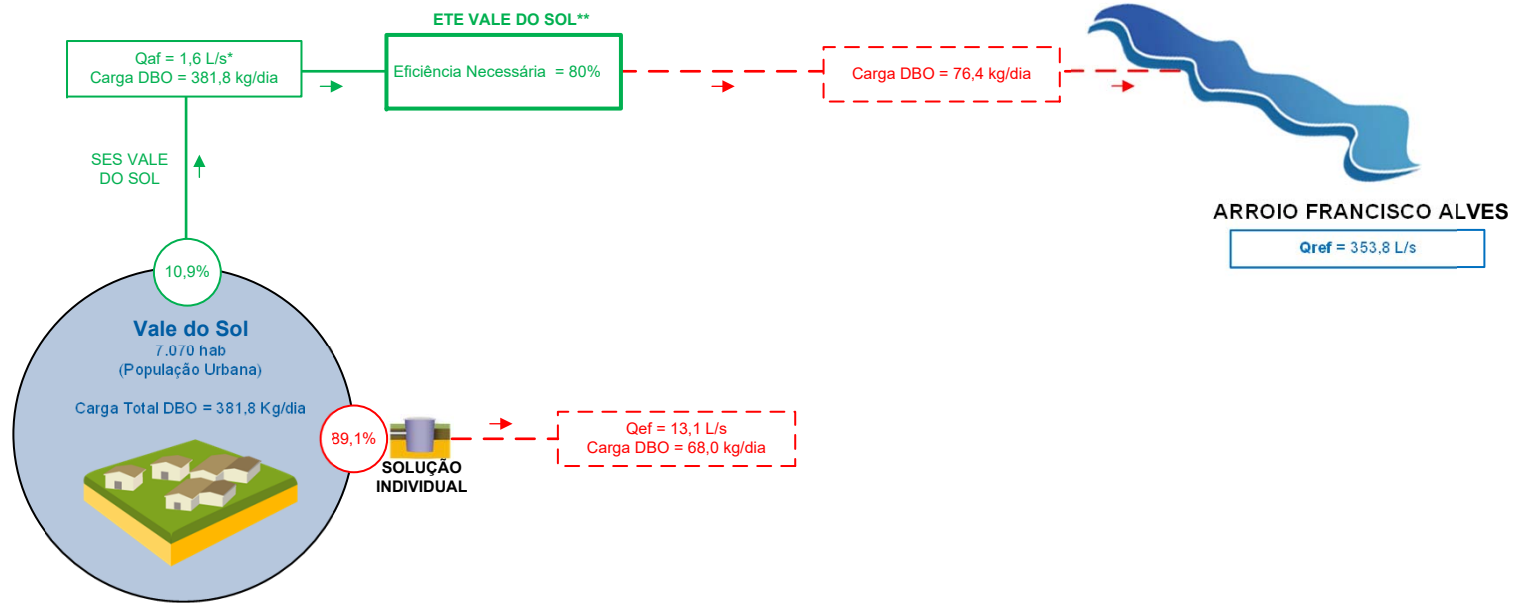 ETE VALE DO SOL**
Qaf = 1,6 L/s*
Carga DBO = 381,8 kg/dia
Eficiência Necessária = 80%
Carga DBO = 76,4 kg/dia
ARROIO FRANCISCO ALVES
Qref = 353,8 L/s
SES VALE
DO SOL
10,9%
Vale do Sol
7.070 hab
(População Urbana)
Carga Total DBO = 381,8 Kg/dia
89,1%
SOLUÇÃO
INDIVIDUAL
Qef = 13,1 L/s
Carga DBO = 68,0 kg/dia